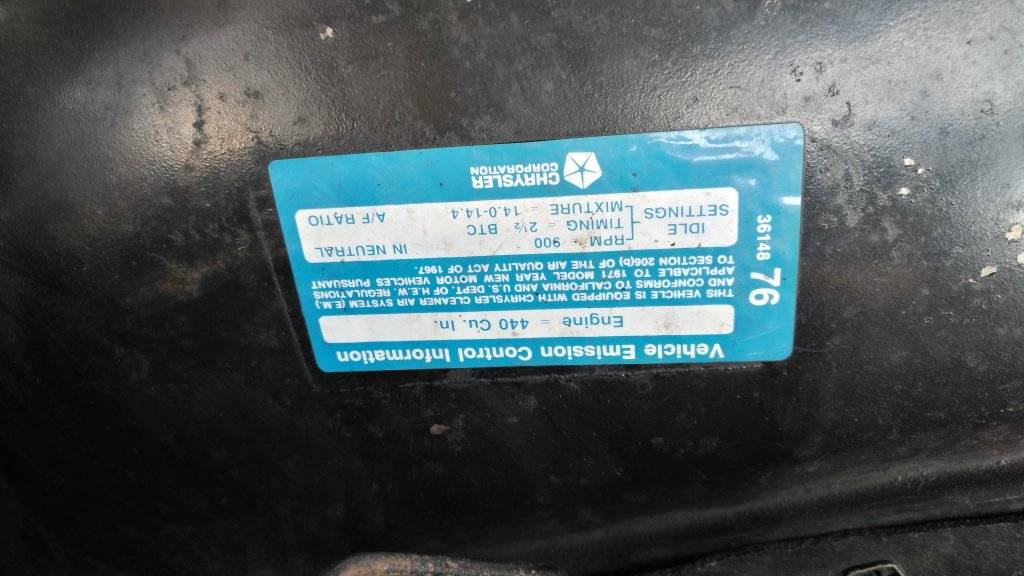 Vehicle Emission Control Information
Engine = 440 Cu. In.
THIS VEHICLE IS EQUIPPED WITH CHRYSLER CLEANER AIR SYSTEM (E.M.)
AND CONFORMS TO CALIFORNIA AND U.S. DEPT. OF H.E.W. REGULATIONS
APPLICABLE TO 1971 MODEL YEAR NEW MOTOR VEHICLES PURSUANT
TO SECTION 206(b) OF THE AIR QUALITY ACT OF 1967.
RPM = 900 IN NEUTRAL
IDLE SETTINGS
TIMING = 2½ BTC
MIXTURE = 14.0-14.4 A/F RATIO
CHRYSLER
CORPORATION
76
36148